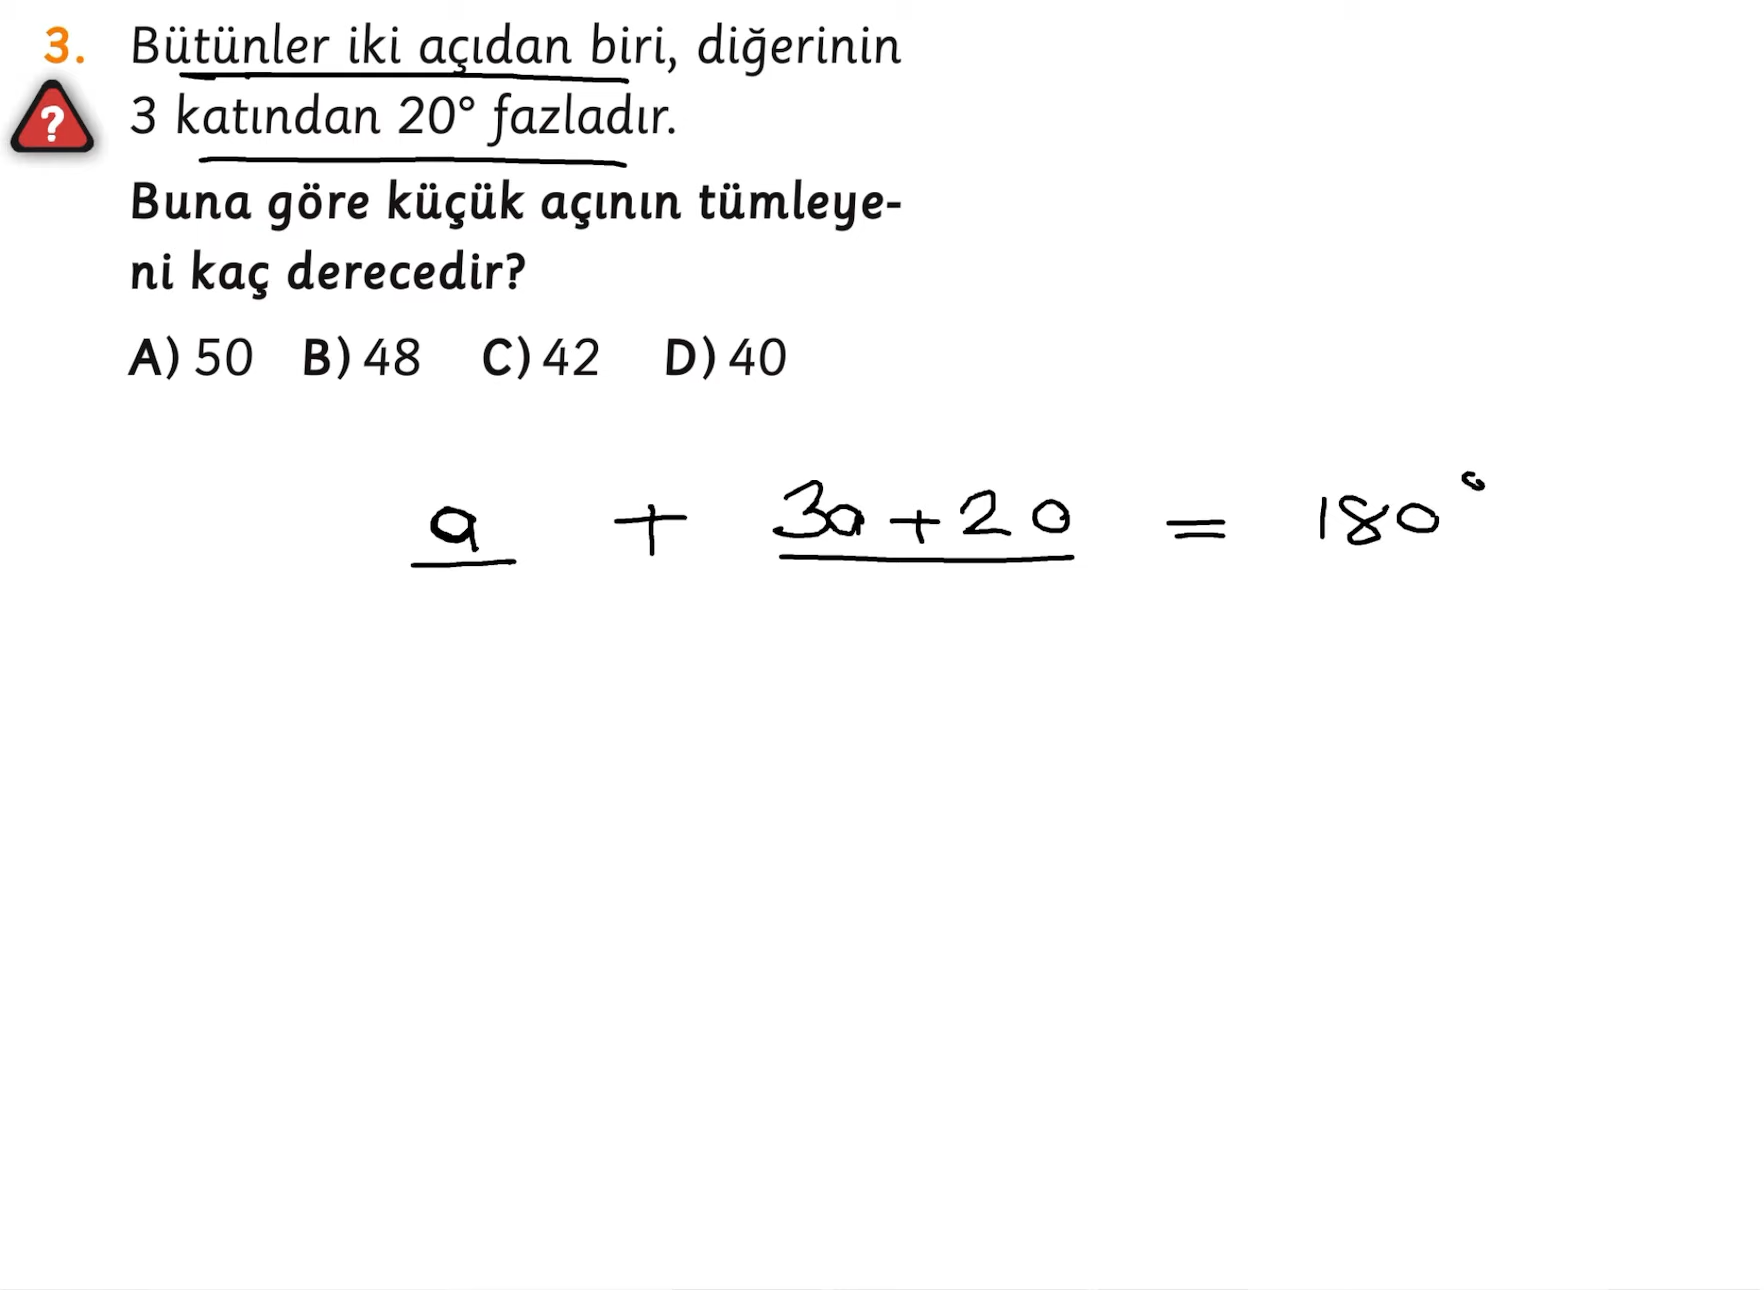 3. Bütünler iki açıdan biri, diğerinin
? 3 katından 20° fazladır.
Buna göre küçük açının tümleye-
ni kaç derecedir?
A) 50 B) 48 C) 42 D) 40
a + 3a + 20 = 180°